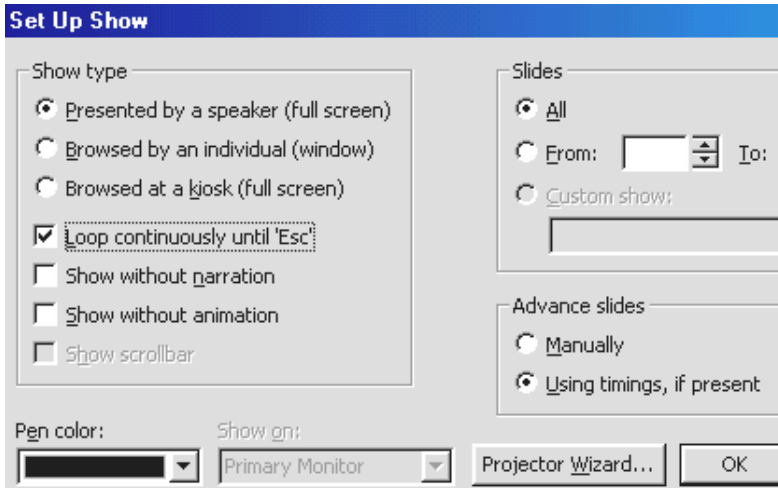 Set Up Show
Show type
Presented by a speaker (full screen)
Browsed by an individual (window)
Browsed at a kiosk (full screen)
Loop continuously until 'Esc'
Show without narration
Show without animation
Show scrollbar
Slides
All
From: To:
Custom show:
Advance slides
Manually
Using timings, if present
Pen color:
Show on:
Primary Monitor
Projector Wizard...
OK